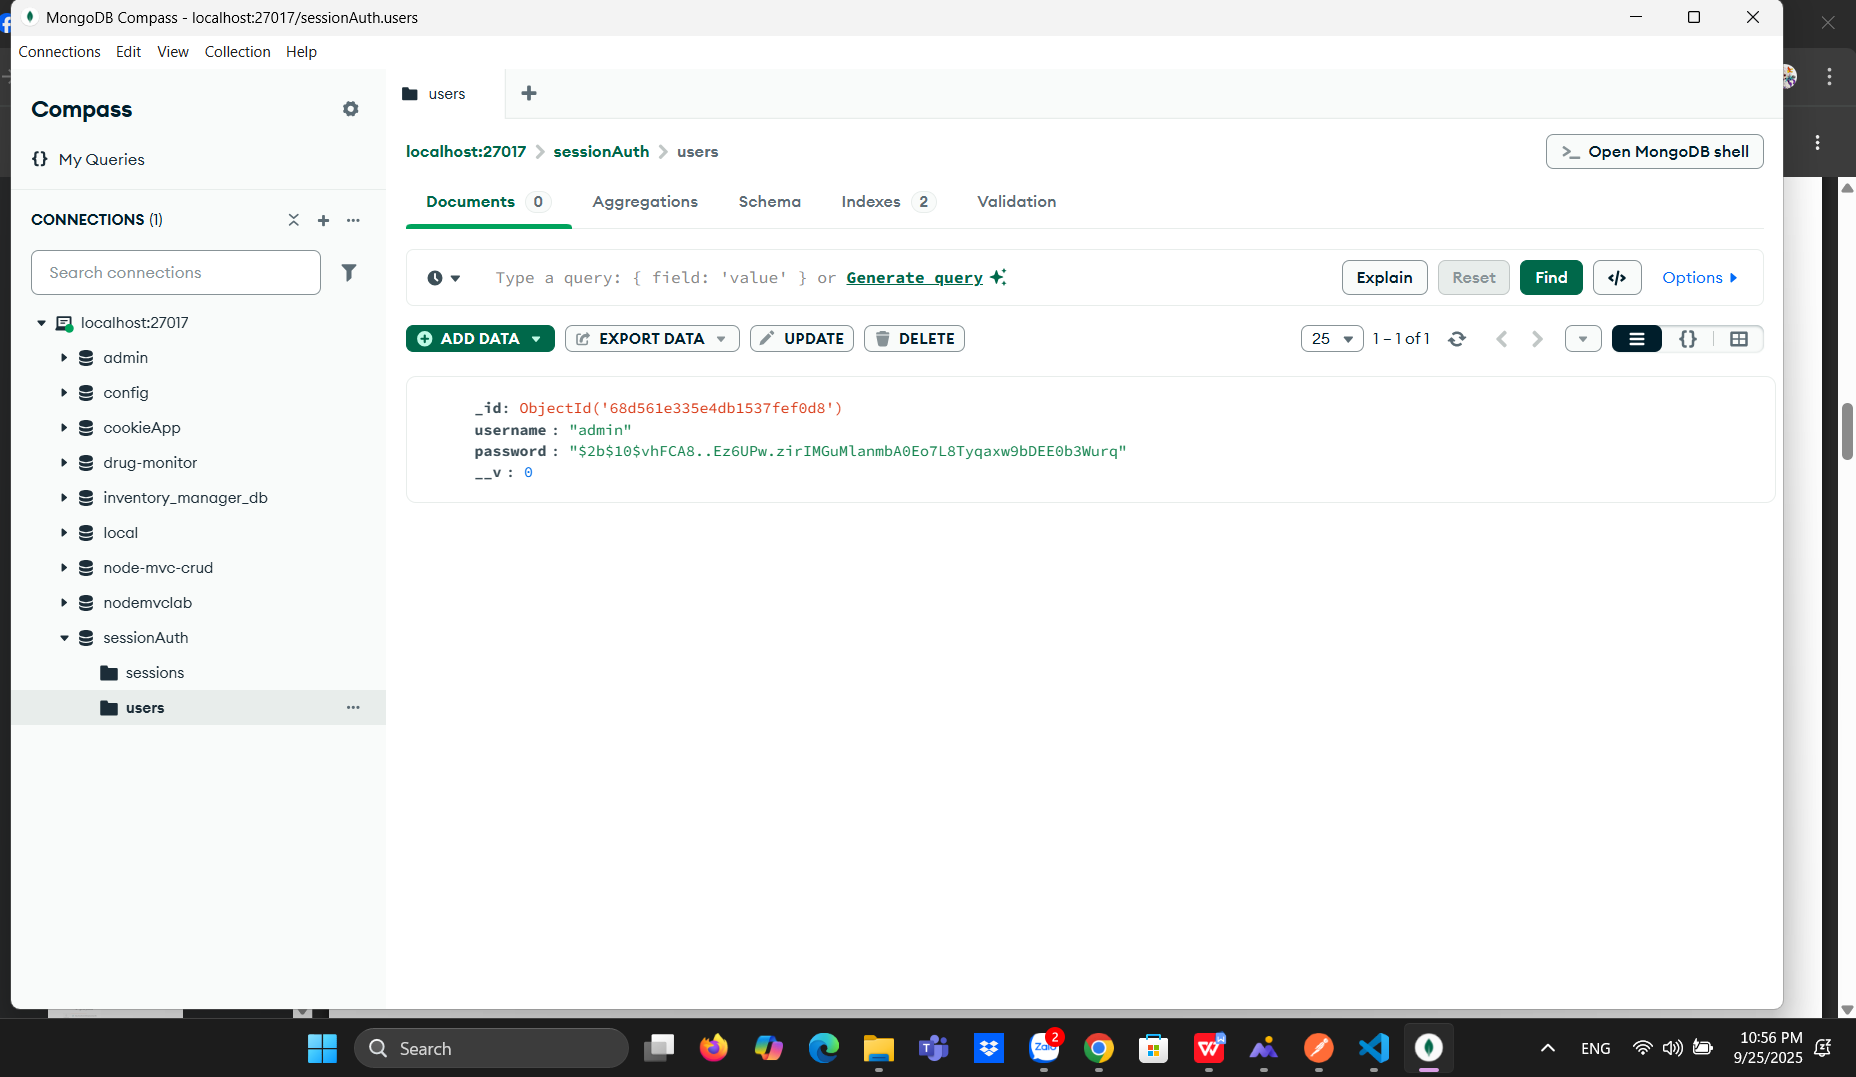 MongoDB Compass - localhost:27017/sessionAuth.users
Connections Edit View Collection Help
Compass
{} My Queries
CONNECTIONS (1)
Search connections
localhost:27017
admin
config
cookieApp
drug-monitor
inventory_manager_db
local
node-mvc-crud
nodemvclab
sessionAuth
sessions
users
users
localhost:27017 > sessionAuth > users
>_ Open MongoDB shell
Documents 0 Aggregations Schema Indexes 2 Validation
Type a query: { field: 'value' } or Generate query
Explain Reset Find </> Options
ADD DATA EXPORT DATA UPDATE DELETE
25 1 – 1 of 1 {}
_id: ObjectId('68d561e335e4db1537fef0d8')
username : "admin"
password : "$2b$10$vhFCA8..Ez6UPw.zirIMGuMlanmbA0Eo7L8Tyqaxw9bDEE0b3Wurq"
__v : 0
Search
Zalo 2
ENG
10:56 PM
9/25/2025